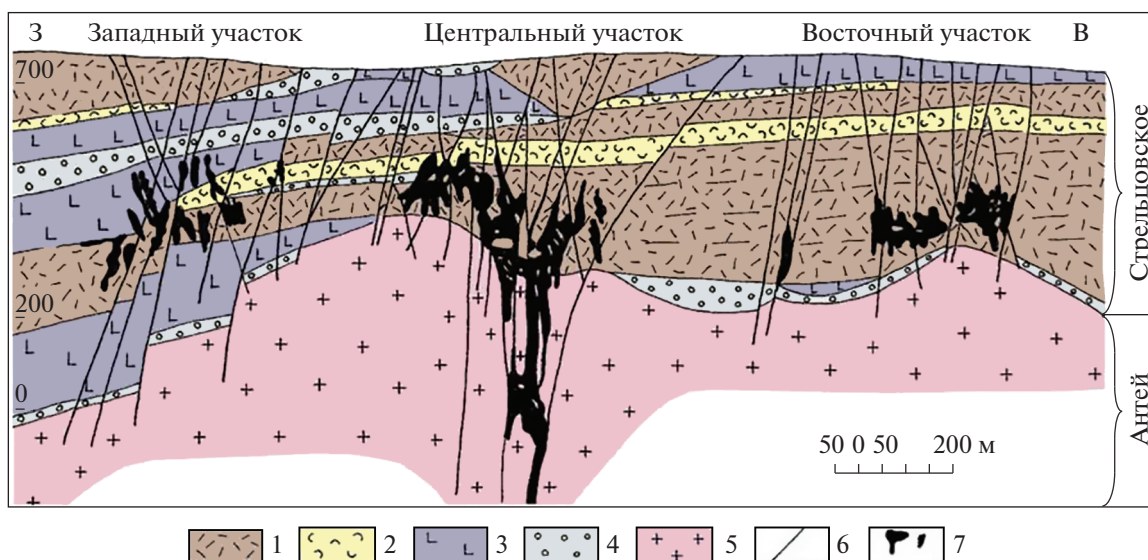 З Западный участок Центральный участок Восточный участок В
700
200
0
Стрельцовское
Антей
50 0 50 200 м
1 2 3 4 5 6 7